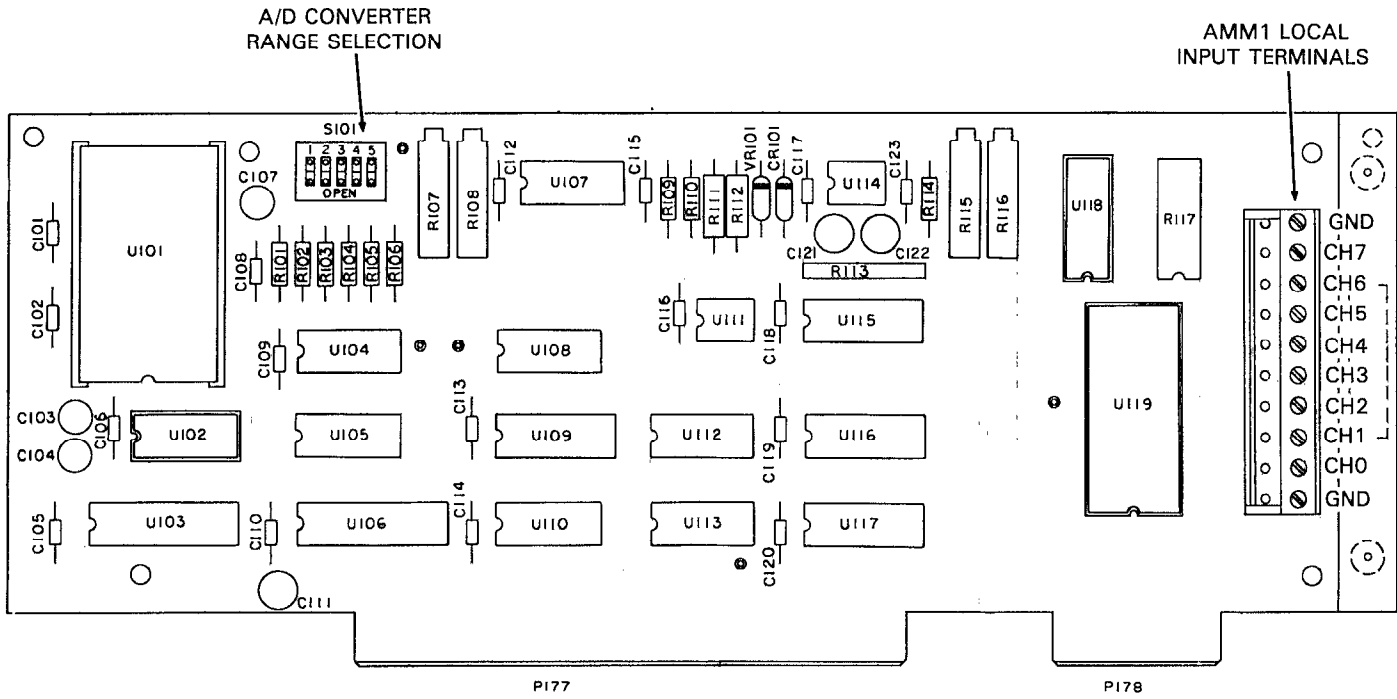 A/D CONVERTER
RANGE SELECTION
AMM1 LOCAL
INPUT TERMINALS
S101
1 2 3 4 5
OPEN
C107
C101
U101
C102
C108
R101
R102
R103
R104
R105
R106
R107
R108
C112
U107
C115
R109
R110
R111
R112
VR101
CR101
C117
U114
C123
R114
R115
R116
C121
C122
R113
U118
R117
GND
CH7
CH6
CH5
CH4
CH3
CH2
CH1
CH0
GND
C109
U104
U108
C116
U111
C118
U115
U119
C103
C104
C106
U102
U105
C113
U109
U112
C119
U116
C105
U103
C110
U106
C114
U110
U113
C120
U117
C111
P177
P178